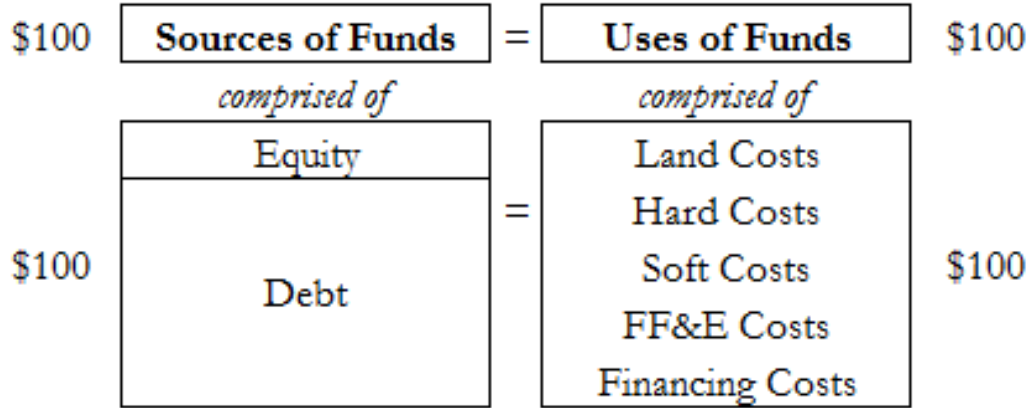 $100 Sources of Funds = Uses of Funds $100
comprised of comprised of
Equity Land Costs
= Hard Costs
$100 Debt Soft Costs $100
FF&E Costs
Financing Costs